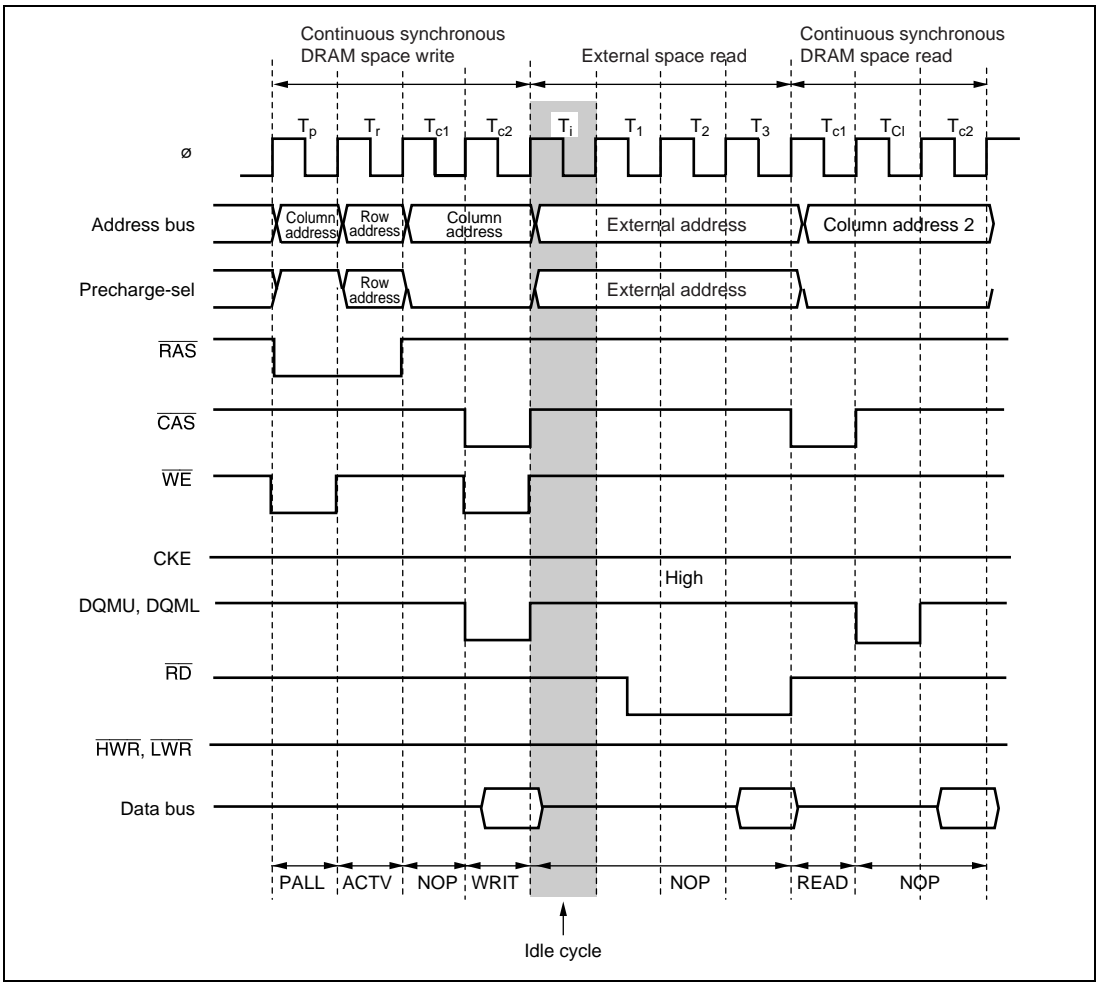 Continuous synchronous
DRAM space write
External space read
Continuous synchronous
DRAM space read
Tp Tr Tc1 Tc2 Ti T1 T2 T3 Tc1 TCl Tc2
ø
Address bus
Column
address
Row
address
Column
address
External address
Column address 2
Precharge-sel
Row
address
External address
RAS
CAS
WE
CKE
High
DQMU, DQML
RD
HWR, LWR
Data bus
PALL ACTV NOP WRIT NOP READ NOP
Idle cycle